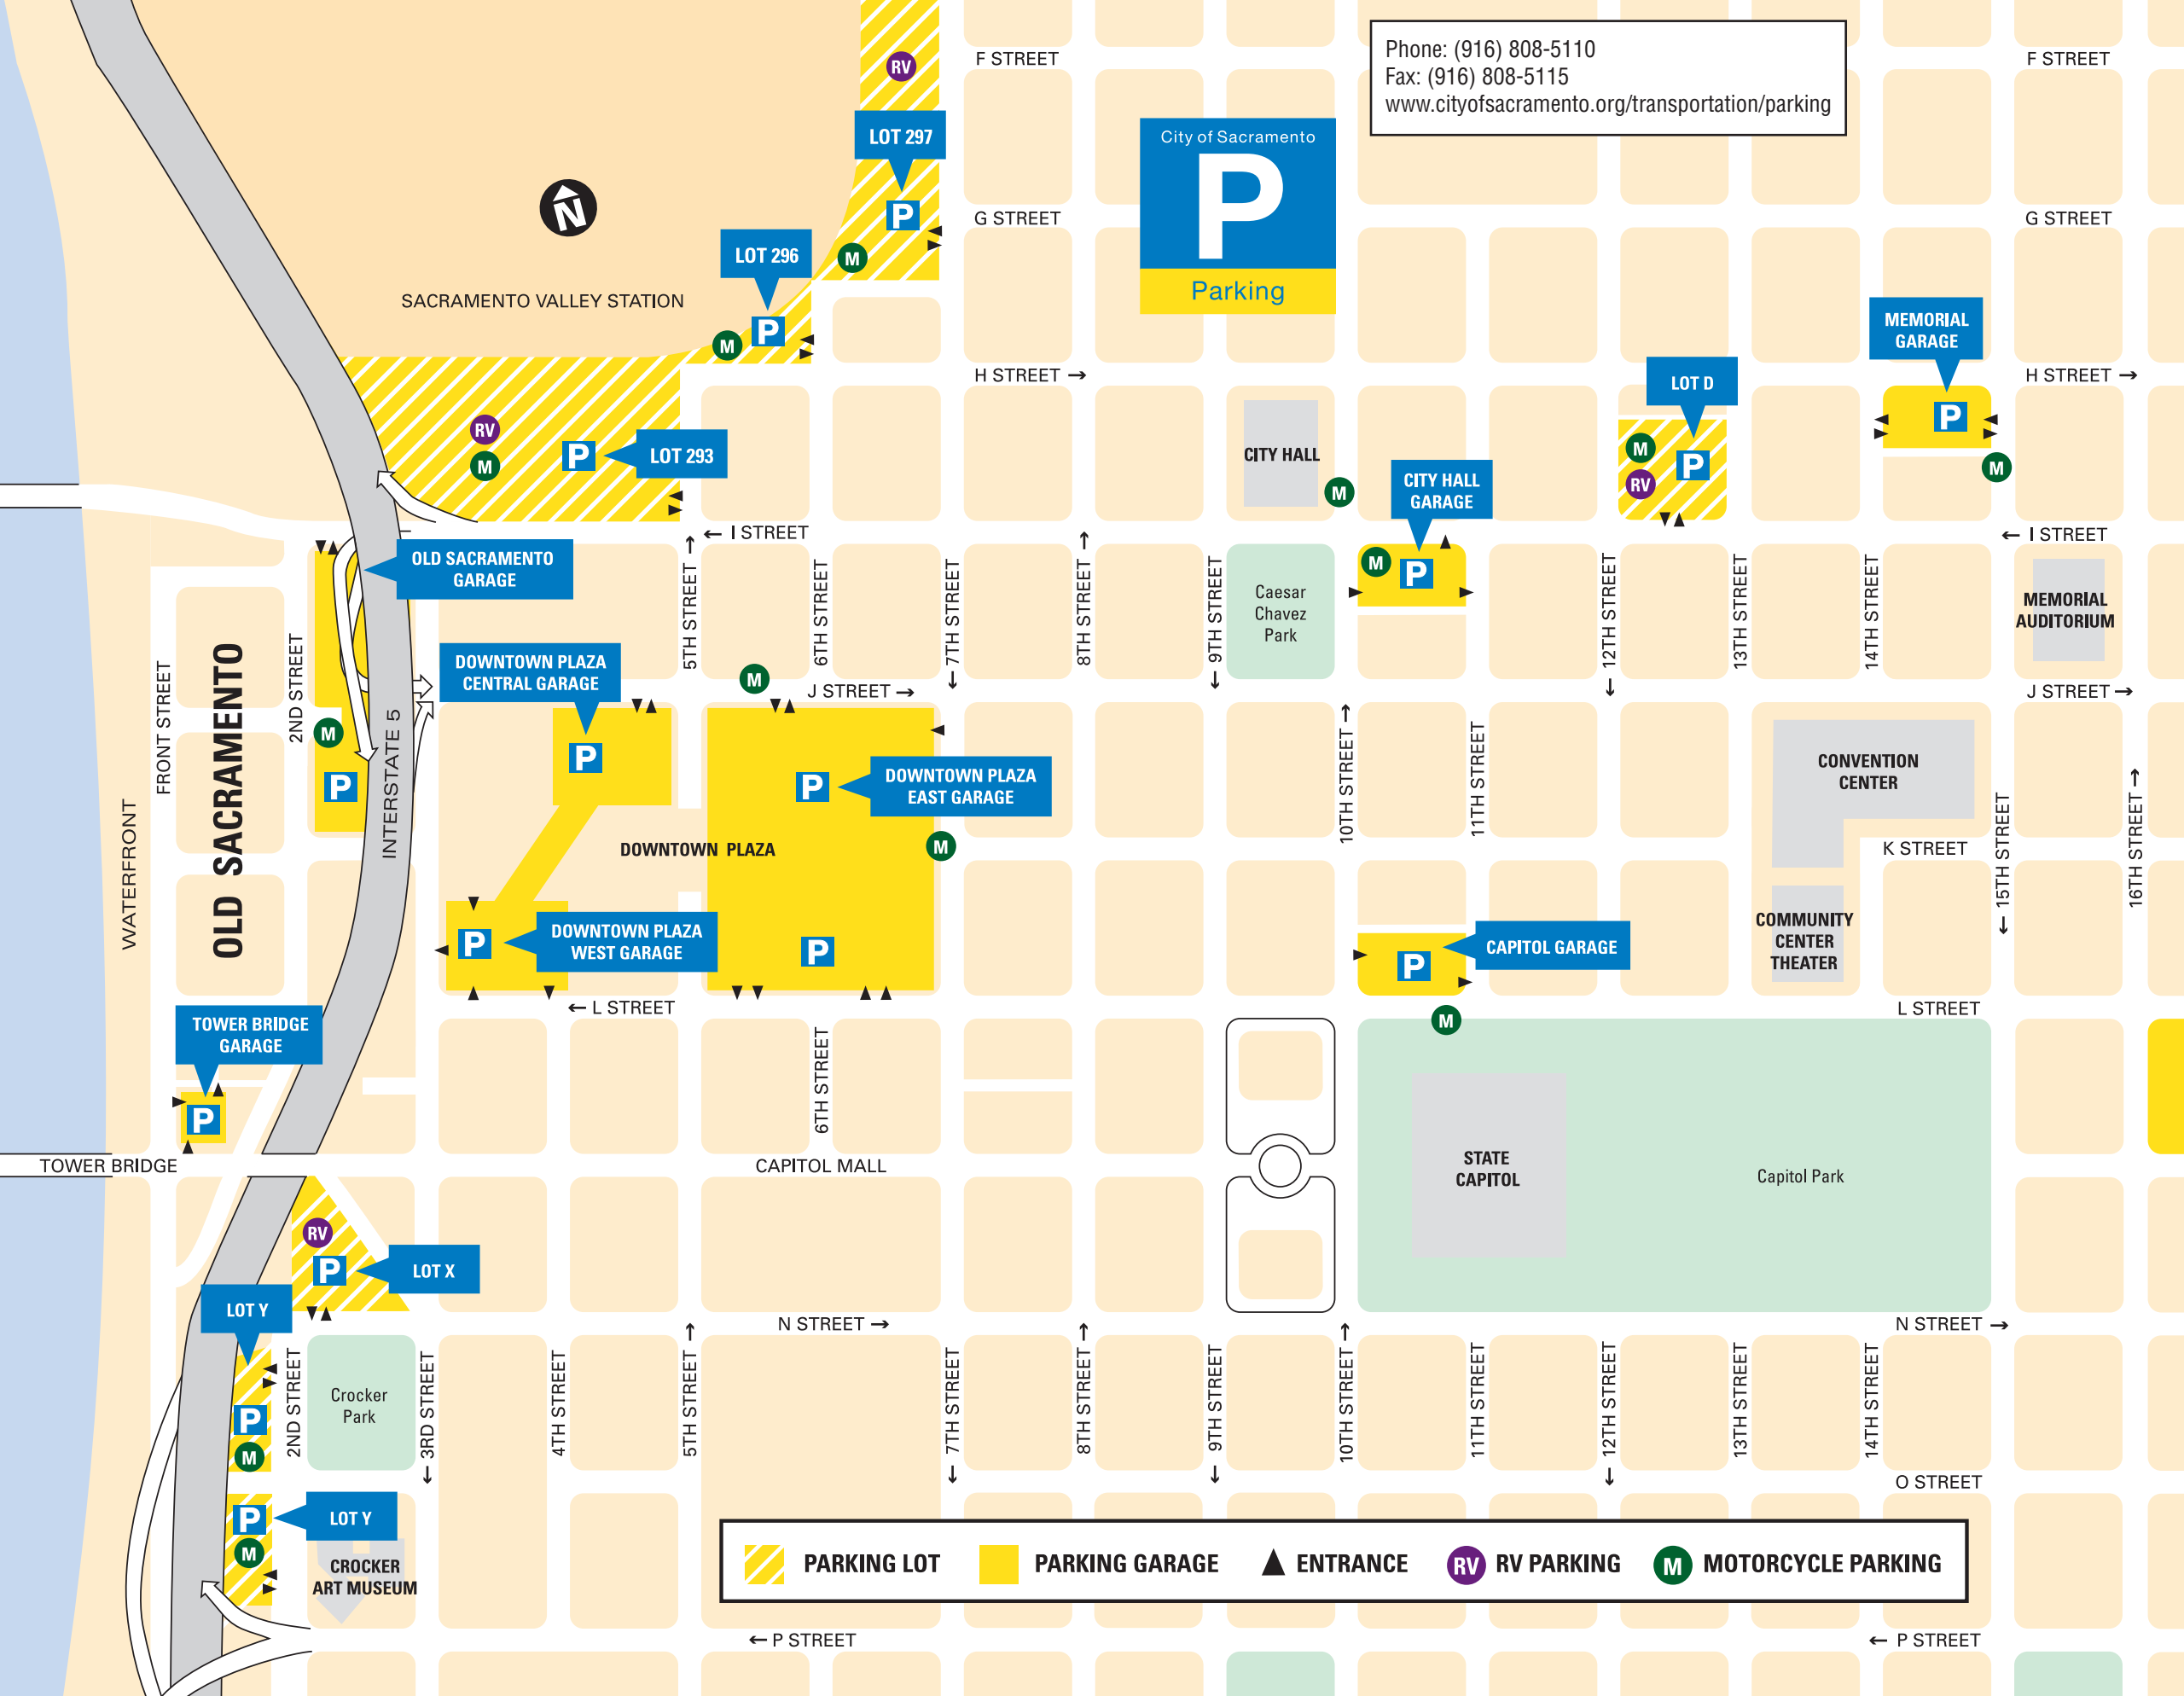 F STREET
Phone: (916) 808-5110
Fax: (916) 808-5115
www.cityofsacramento.org/transportation/parking
F STREET
RV
LOT 297
City of Sacramento
P
Parking
N
P
G STREET
G STREET
LOT 296
M
SACRAMENTO VALLEY STATION
P
M
MEMORIAL
GARAGE
H STREET →
H STREET →
LOT D
P
RV
M
P
LOT 293
CITY HALL
M
P
RV
M
M
CITY HALL
GARAGE
← I STREET
← I STREET
OLD SACRAMENTO
GARAGE
M
P
5TH STREET →
6TH STREET
← 7TH STREET
8TH STREET →
← 9TH STREET
Caesar
Chavez
Park
← 12TH STREET
13TH STREET
14TH STREET
MEMORIAL
AUDITORIUM
FRONT STREET
OLD SACRAMENTO
2ND STREET
DOWNTOWN PLAZA
CENTRAL GARAGE
M
J STREET →
J STREET →
M
P
INTERSTATE 5
P
P
DOWNTOWN PLAZA
EAST GARAGE
10TH STREET →
11TH STREET
CONVENTION
CENTER
WATERFRONT
DOWNTOWN PLAZA
M
K STREET
← 15TH STREET
16TH STREET →
P
DOWNTOWN PLAZA
WEST GARAGE
P
P
CAPITOL GARAGE
COMMUNITY
CENTER
THEATER
← L STREET
L STREET
M
TOWER BRIDGE
GARAGE
P
6TH STREET
TOWER BRIDGE
CAPITOL MALL
STATE
CAPITOL
Capitol Park
RV
P
LOT X
LOT Y
N STREET →
N STREET →
P
M
2ND STREET
Crocker
Park
← 3RD STREET
4TH STREET
5TH STREET →
← 7TH STREET
8TH STREET →
← 9TH STREET
10TH STREET →
11TH STREET
← 12TH STREET
13TH STREET
14TH STREET
O STREET
P
LOT Y
M
CROCKER
ART MUSEUM
PARKING LOT
PARKING GARAGE
ENTRANCE
RV
RV PARKING
M
MOTORCYCLE PARKING
← P STREET
← P STREET